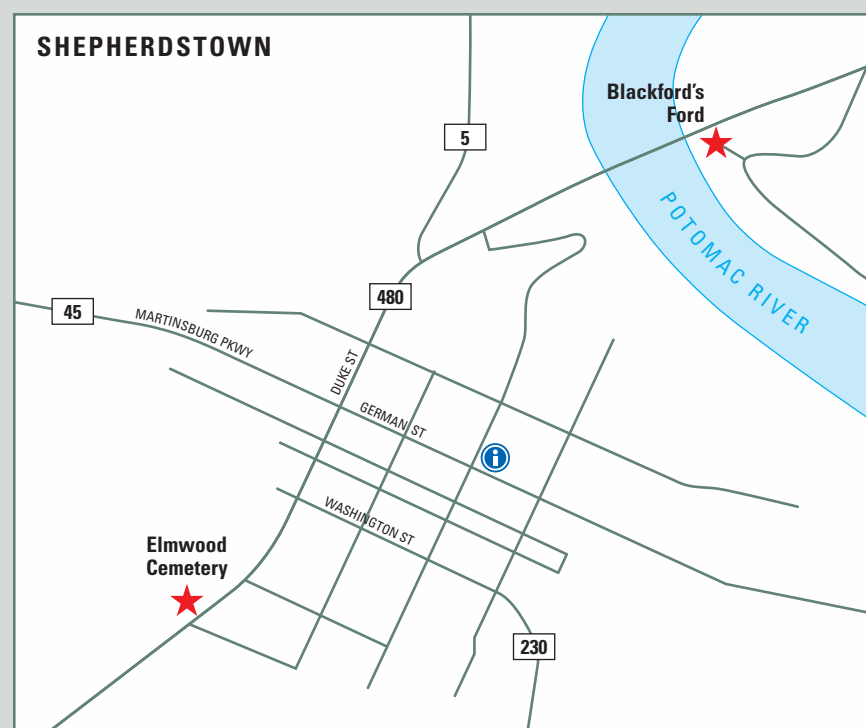 SHEPHERDSTOWN
Blackford's
Ford
5
POTOMAC RIVER
480
45
MARTINSBURG PKWY
DUKE ST
GERMAN ST
i
WASHINGTON ST
Elmwood
Cemetery
230